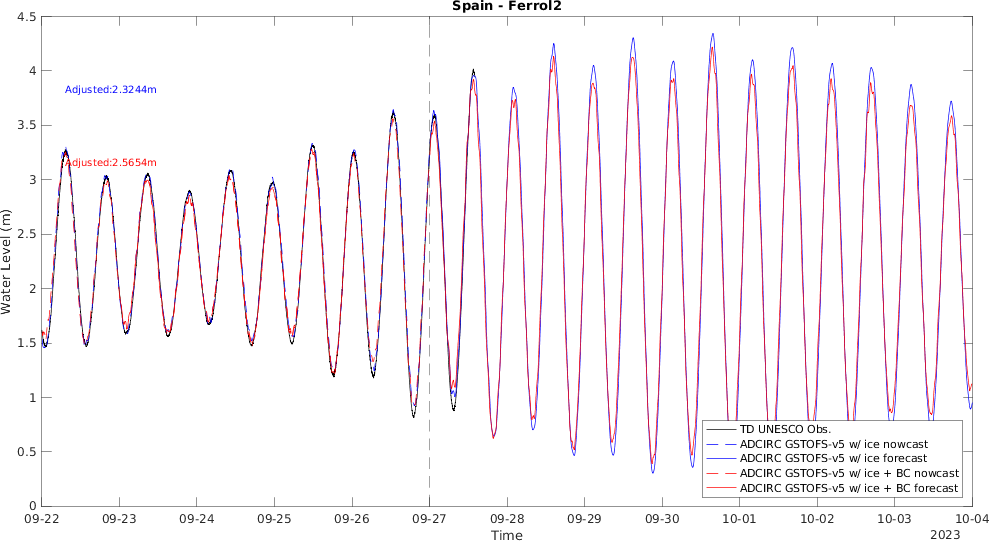 Spain - Ferrol2
4.5
4
3.5
3
2.5
2
1.5
1
0.5
0
Water Level (m)
Adjusted:2.3244m
Adjusted:2.5654m
TD UNESCO Obs.
ADCIRC GSTOFS-v5 w/ ice nowcast
ADCIRC GSTOFS-v5 w/ ice forecast
ADCIRC GSTOFS-v5 w/ ice + BC nowcast
ADCIRC GSTOFS-v5 w/ ice + BC forecast
09-22 09-23 09-24 09-25 09-26 09-27 09-28 09-29 09-30 10-01 10-02 10-03 10-04
Time
2023